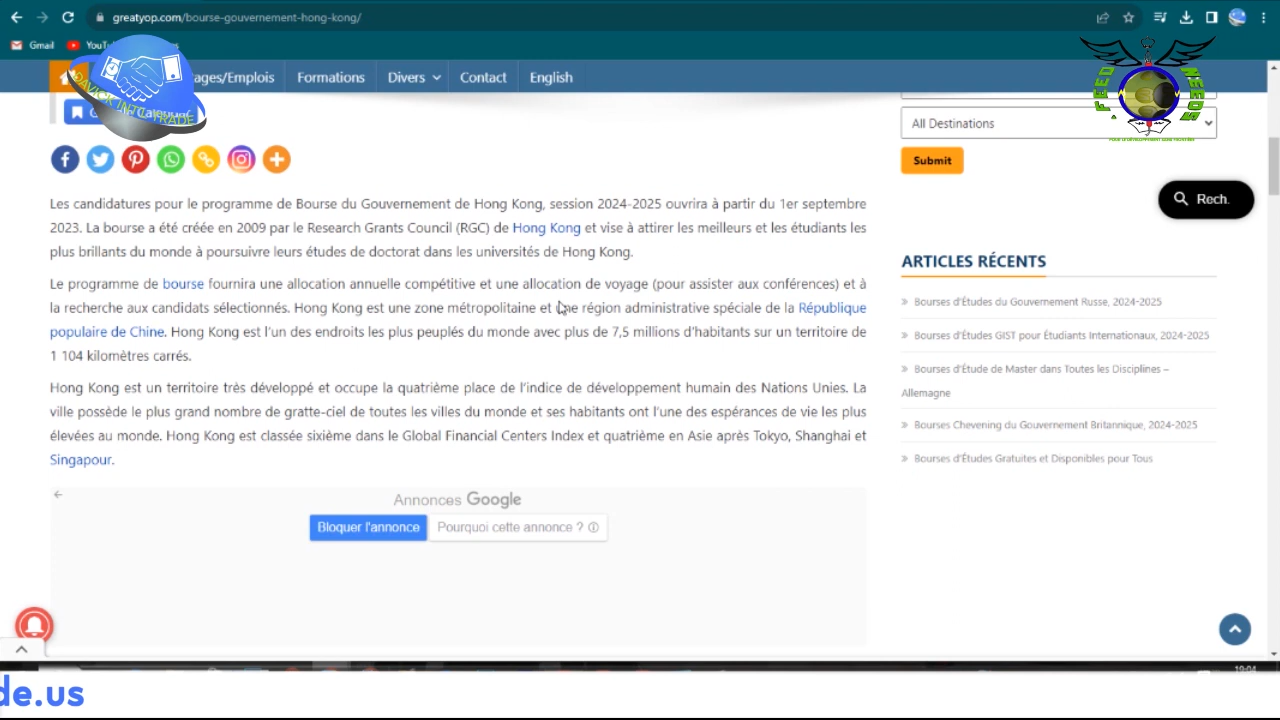 greatyop.com/bourse-gouvernement-hong-kong/
Gmail
DAVICK INT'L TRADE
FEED
NEEDS
Formations
Divers
Contact
English
All Destinations
Submit
Rech.
Les candidatures pour le programme de Bourse du Gouvernement de Hong Kong, session 2024-2025 ouvrira à partir du 1er septembre
2023. La bourse a été créée en 2009 par le Research Grants Council (RGC) de Hong Kong et vise à attirer les meilleurs et les étudiants les
plus brillants du monde à poursuivre leurs études de doctorat dans les universités de Hong Kong.
Le programme de bourse fournira une allocation annuelle compétitive et une allocation de voyage (pour assister aux conférences) et à
la recherche aux candidats sélectionnés. Hong Kong est une zone métropolitaine et une région administrative spéciale de la République
populaire de Chine. Hong Kong est l'un des endroits les plus peuplés du monde avec plus de 7,5 millions d'habitants sur un territoire de
1 104 kilomètres carrés.
Hong Kong est un territoire très développé et occupe la quatrième place de l'indice de développement humain des Nations Unies. La
ville possède le plus grand nombre de gratte-ciel de toutes les villes du monde et ses habitants ont l'une des espérances de vie les plus
élevées au monde. Hong Kong est classée sixième dans le Global Financial Centers Index et quatrième en Asie après Tokyo, Shanghai et
Singapour.
ARTICLES RÉCENTS
Bourses d'Études du Gouvernement Russe, 2024-2025
Bourses d'Études GIST pour Étudiants Internationaux, 2024-2025
Bourses d'Étude de Master dans Toutes les Disciplines –
Allemagne
Bourses Chevening du Gouvernement Britannique, 2024-2025
Bourses d'Études Gratuites et Disponibles pour Tous
Annonces Google
Bloquer l'annonce
Pourquoi cette annonce ?
de.us